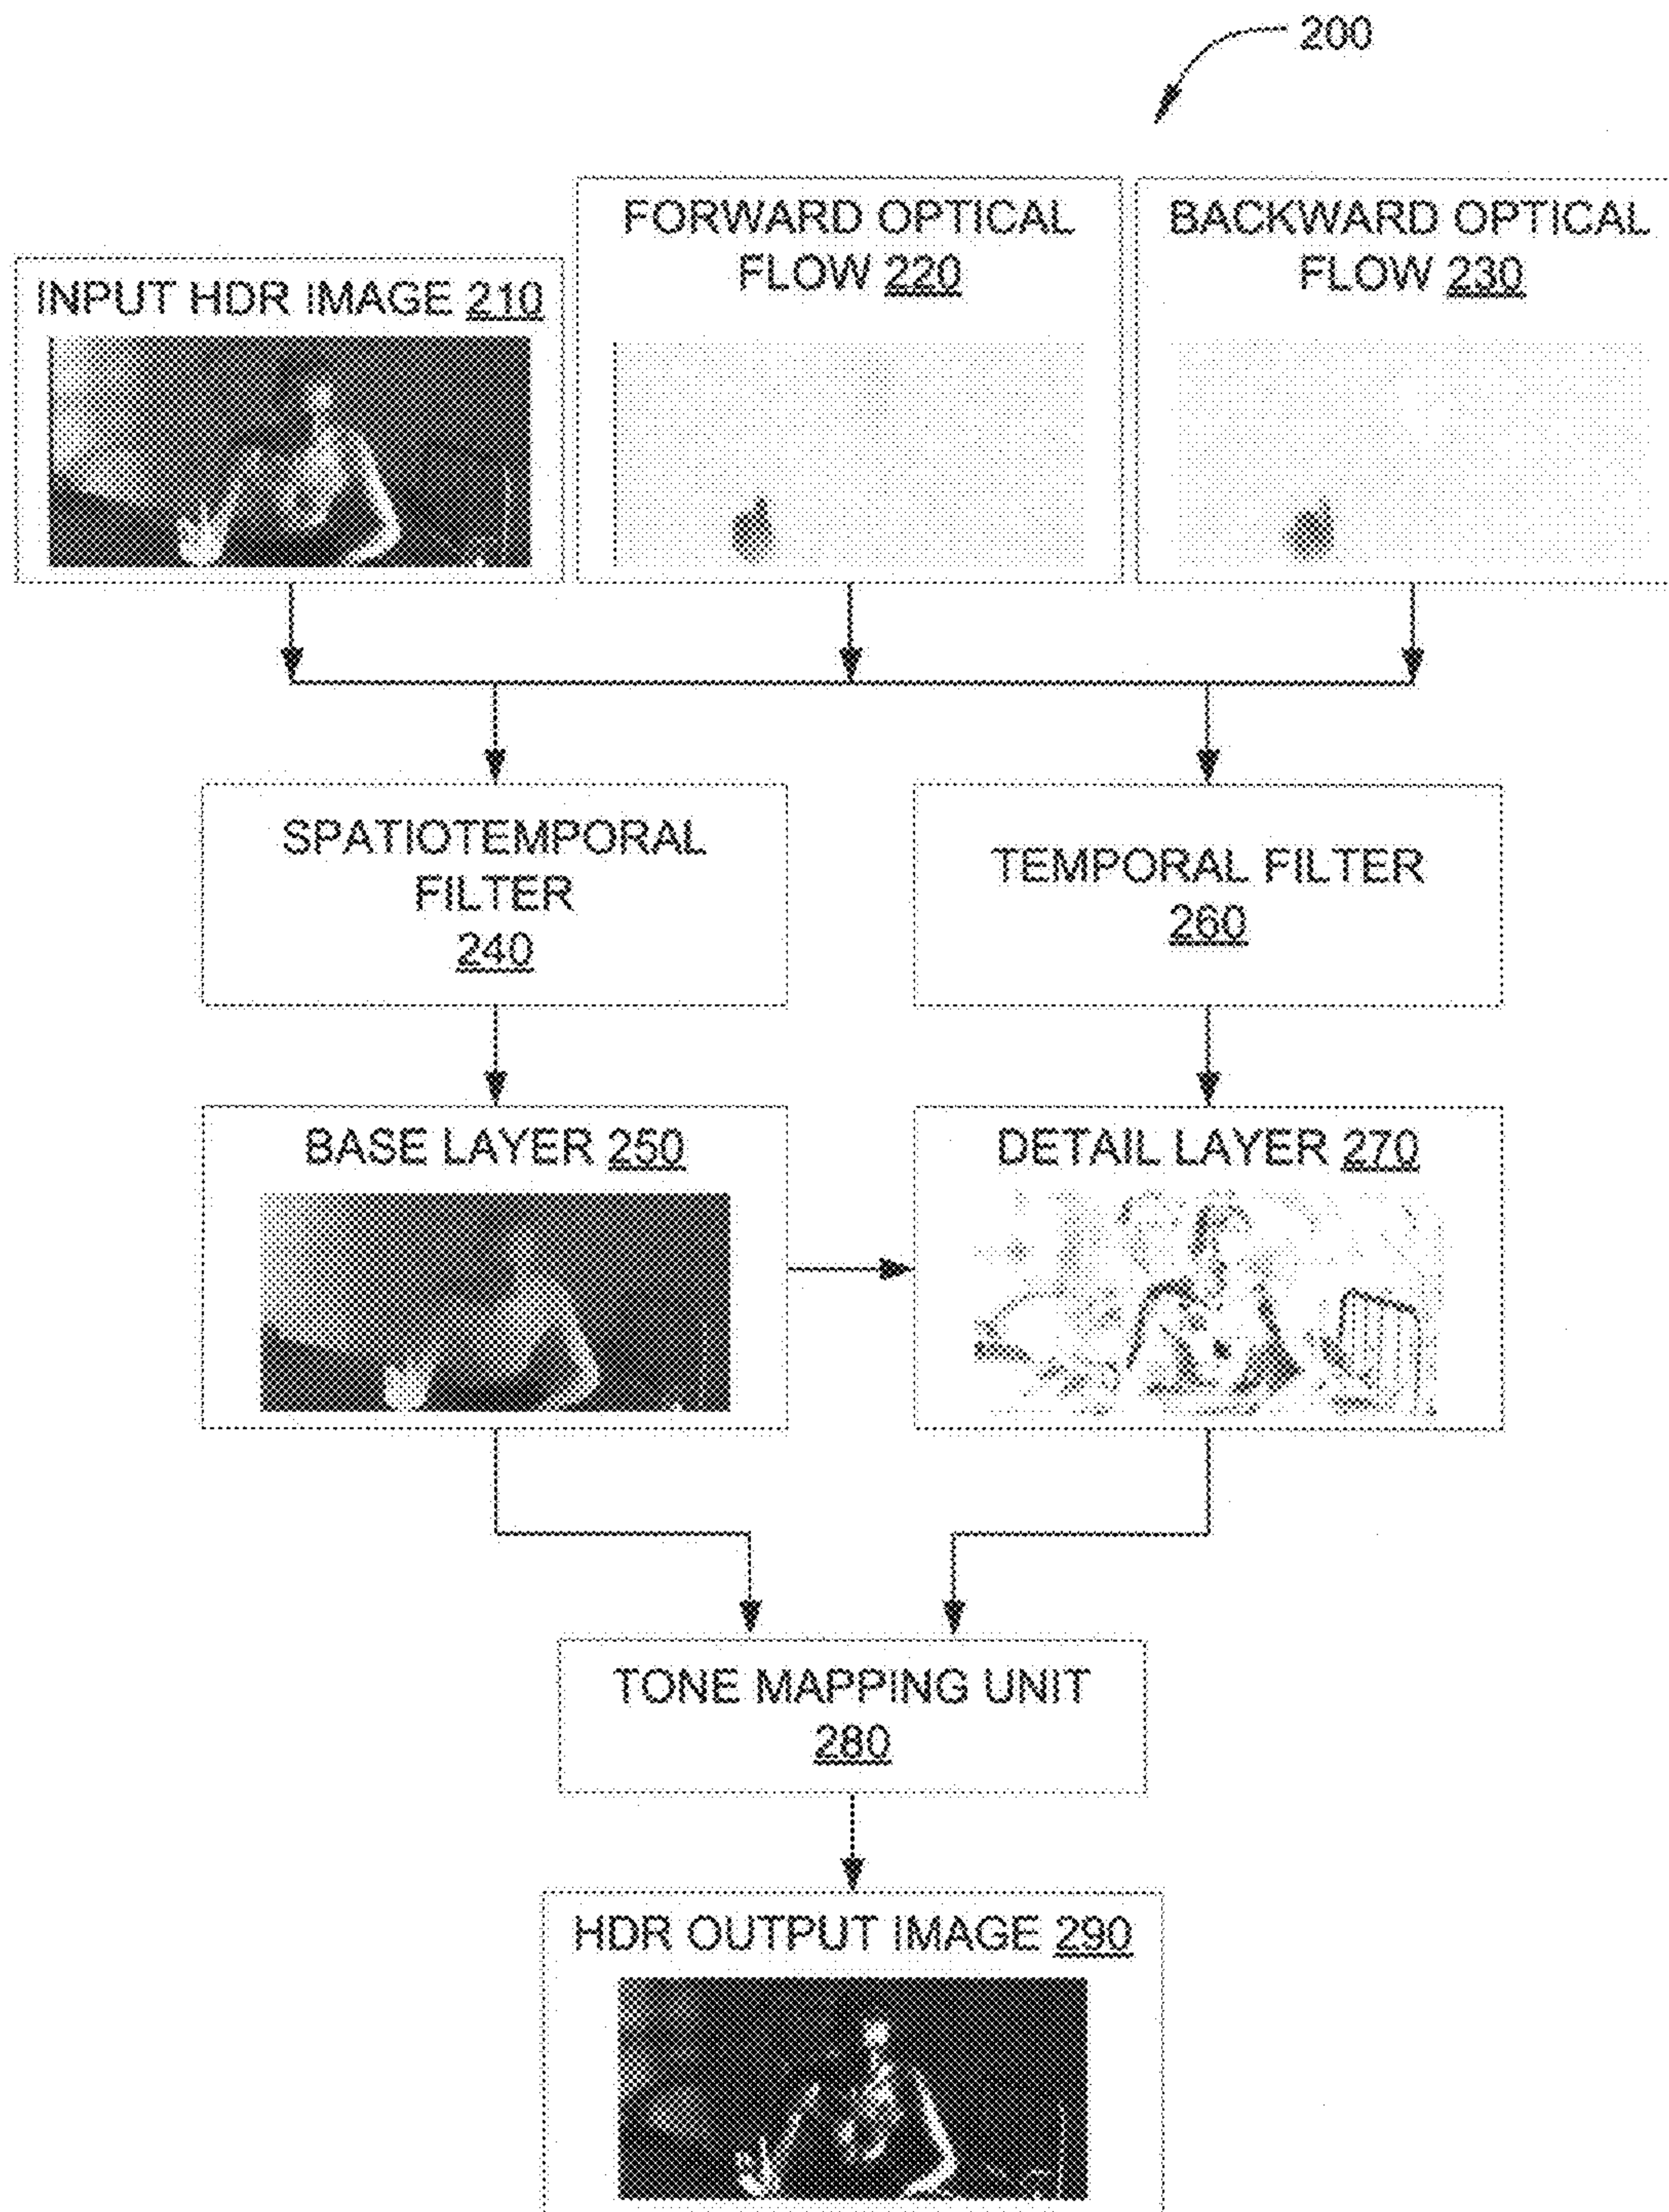 200
INPUT HDR IMAGE 210
FORWARD OPTICAL
FLOW 220
BACKWARD OPTICAL
FLOW 230
SPATIOTEMPORAL
FILTER
240
TEMPORAL FILTER
260
BASE LAYER 250
DETAIL LAYER 270
TONE MAPPING UNIT
280
HDR OUTPUT IMAGE 290